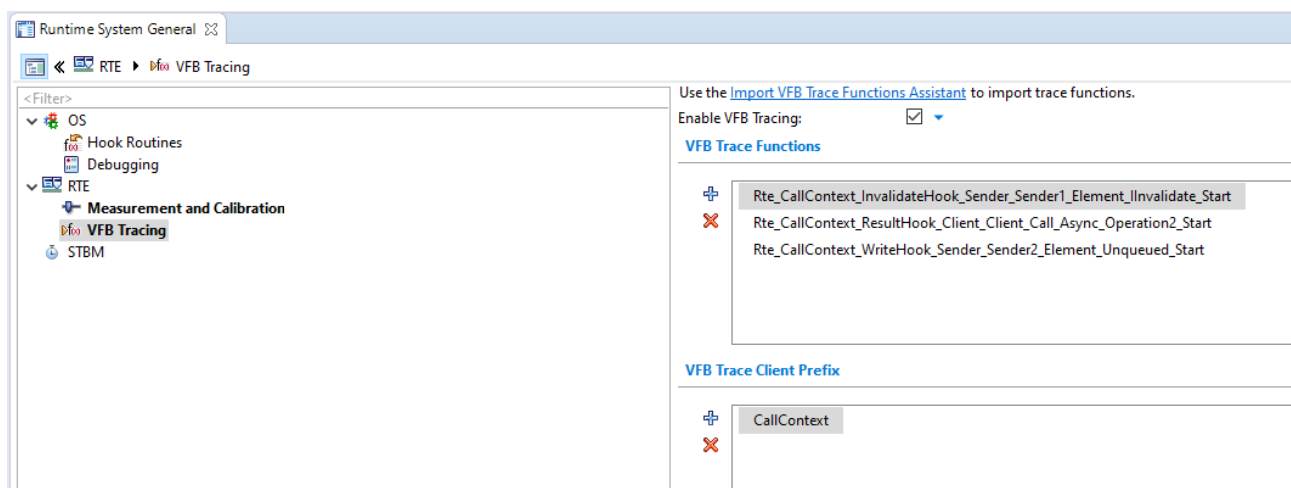 Runtime System General
RTE VFB Tracing
<Filter>
OS
Hook Routines
Debugging
RTE
Measurement and Calibration
VFB Tracing
STBM
Use the Import VFB Trace Functions Assistant to import trace functions.
Enable VFB Tracing:
VFB Trace Functions
Rte_CallContext_InvalidateHook_Sender_Sender1_Element_IInvalidate_Start
Rte_CallContext_ResultHook_Client_Client_Call_Async_Operation2_Start
Rte_CallContext_WriteHook_Sender_Sender2_Element_Unqueued_Start
VFB Trace Client Prefix
CallContext